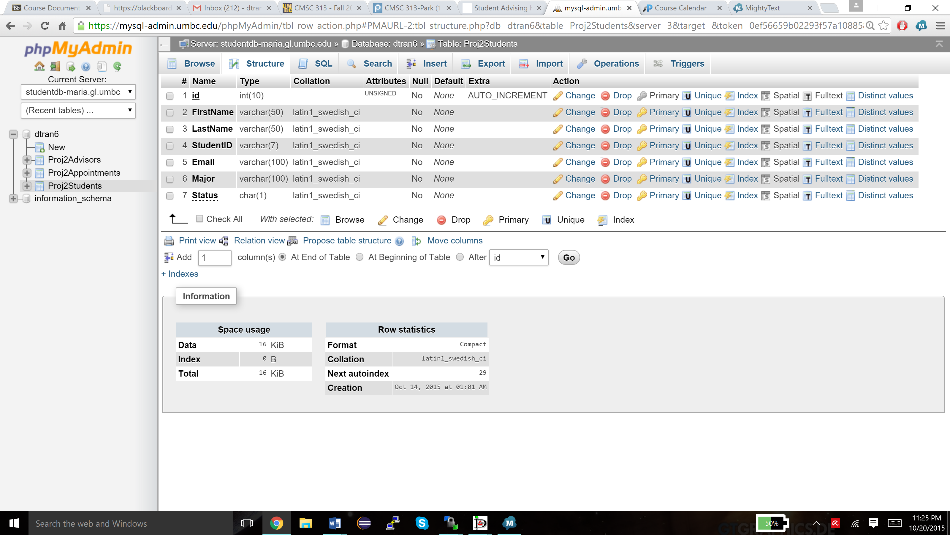 Course Documen
https://blackboard
Inbox (212) - dtran
CMSC 313 -- Fall 2
CMSC 313-Park (1
Student Advising I
mysql-admin.umbc
Course Calendar
MightyText
https://mysql-admin.umbc.edu/phpMyAdmin/tbl_row_action.php#PMAURL-2:tbl_structure.php?db=dtran6&table=Proj2Students&server=3&target=&token=0ef56659b02293f5b17a10885
phpMyAdmin
Current Server:
studentdb-maria.gl.umbc
(Recent tables) ...
dtran6
New
Proj2Advisors
Proj2Appointments
Proj2Students
information_schema
Server: studentdb-maria.gl.umbc.edu » Database: dtran6 » Table: Proj2Students
Browse Structure SQL Search Insert Export Import Operations Triggers
# Name Type Collation Attributes Null Default Extra Action
1 id int(10) UNSIGNED No None AUTO_INCREMENT Change Drop Primary Unique Index Spatial Fulltext Distinct values
2 FirstName varchar(50) latin1_swedish_ci No None Change Drop Primary Unique Index Spatial Fulltext Distinct values
3 LastName varchar(50) latin1_swedish_ci No None Change Drop Primary Unique Index Spatial Fulltext Distinct values
4 StudentID varchar(7) latin1_swedish_ci No None Change Drop Primary Unique Index Spatial Fulltext Distinct values
5 Email varchar(100) latin1_swedish_ci No None Change Drop Primary Unique Index Spatial Fulltext Distinct values
6 Major varchar(100) latin1_swedish_ci No None Change Drop Primary Unique Index Spatial Fulltext Distinct values
7 Status char(1) latin1_swedish_ci No None Change Drop Primary Unique Index Spatial Fulltext Distinct values
Check All With selected: Browse Change Drop Primary Unique Index
Print view Relation view Propose table structure Move columns
Add 1 column(s) At End of Table At Beginning of Table After id Go
+ Indexes
Information
Space usage
Data 16 KiB
Index 0 B
Total 16 KiB
Row statistics
Format Compact
Collation latin1_swedish_ci
Next autoindex 29
Creation Oct 14, 2015 at 01:01 AM
Search the web and Windows
90%
11:25 PM
10/20/2015